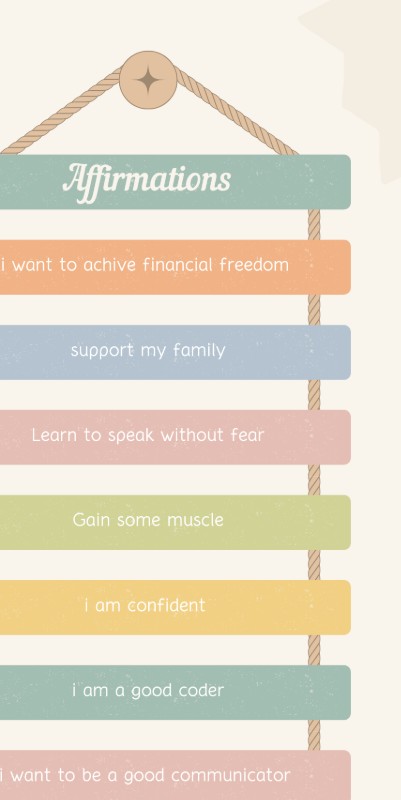 Affirmations
i want to achive financial freedom
support my family
Learn to speak without fear
Gain some muscle
i am confident
i am a good coder
i want to be a good communicator